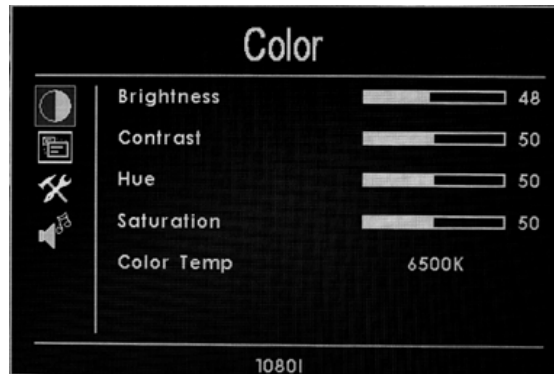 Color
Brightness 48
Contrast 50
Hue 50
Saturation 50
Color Temp 6500K
1080I